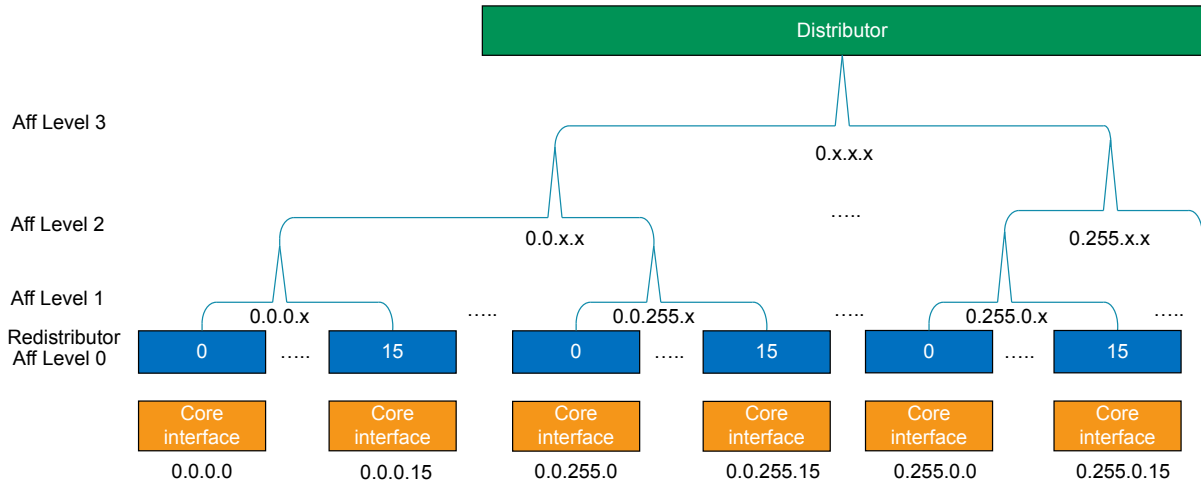 Distributor
Aff Level 3
0.x.x.x
Aff Level 2
0.0.x.x
.....
0.255.x.x
Aff Level 1
0.0.0.x
.....
0.0.255.x
.....
0.255.0.x
.....
Redistributor
Aff Level 0
0
.....
15
0
.....
15
0
.....
15
Core
interface
Core
interface
Core
interface
Core
interface
Core
interface
Core
interface
0.0.0.0
0.0.0.15
0.0.255.0
0.0.255.15
0.255.0.0
0.255.0.15